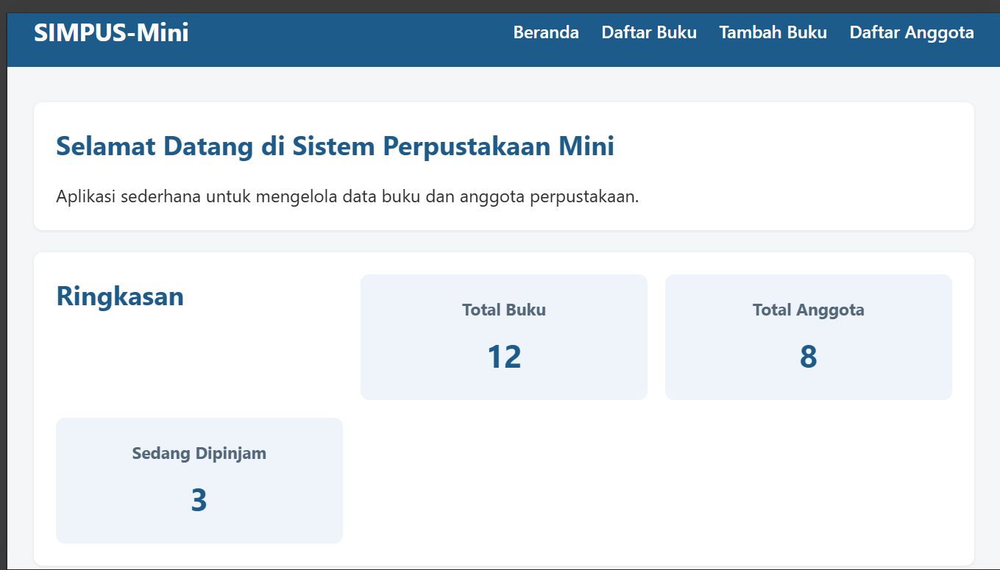 SIMPUS-Mini
Beranda Daftar Buku Tambah Buku Daftar Anggota
Selamat Datang di Sistem Perpustakaan Mini
Aplikasi sederhana untuk mengelola data buku dan anggota perpustakaan.
Ringkasan
Total Buku
12
Total Anggota
8
Sedang Dipinjam
3